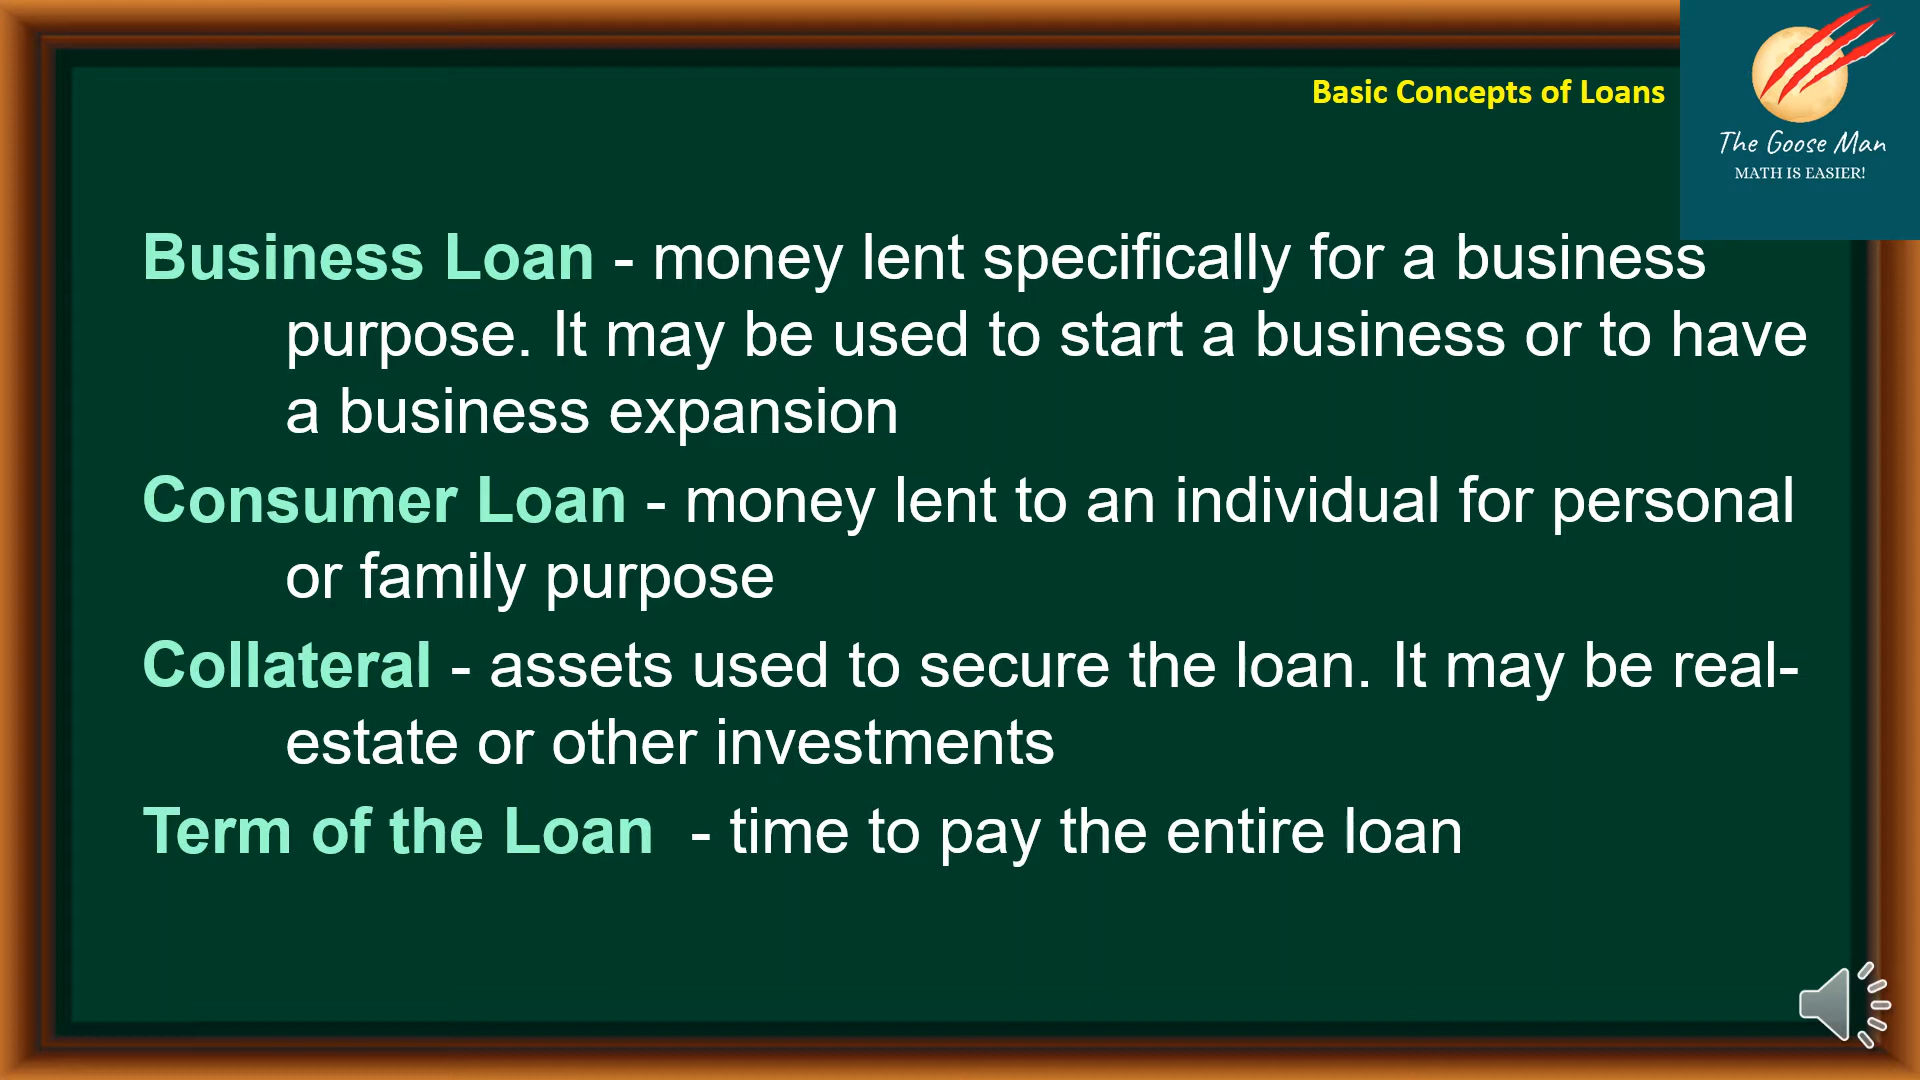 Basic Concepts of Loans
The Goose Man
MATH IS EASIER!
Business Loan - money lent specifically for a business
purpose. It may be used to start a business or to have
a business expansion
Consumer Loan - money lent to an individual for personal
or family purpose
Collateral - assets used to secure the loan. It may be real-
estate or other investments
Term of the Loan  - time to pay the entire loan